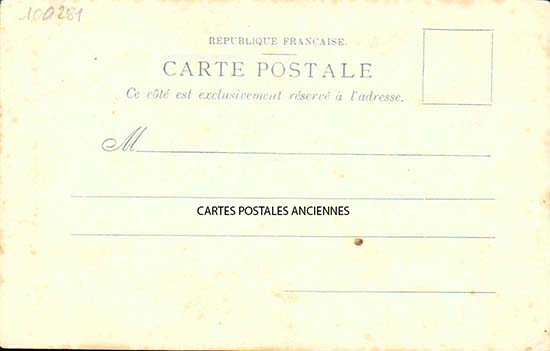 100281
RÉPUBLIQUE FRANÇAISE.
CARTE POSTALE
Ce côté est exclusivement réservé à l'adresse.
M
CARTES POSTALES ANCIENNES